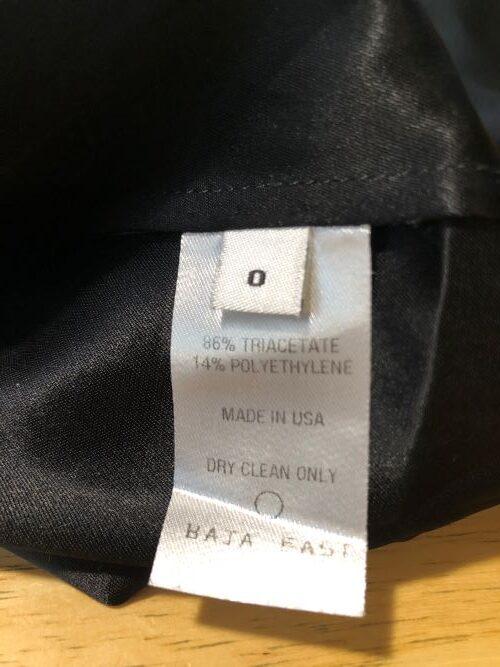 0
86% TRIACETATE
14% POLYETHYLENE
MADE IN USA
DRY CLEAN ONLY
BAJA EAST